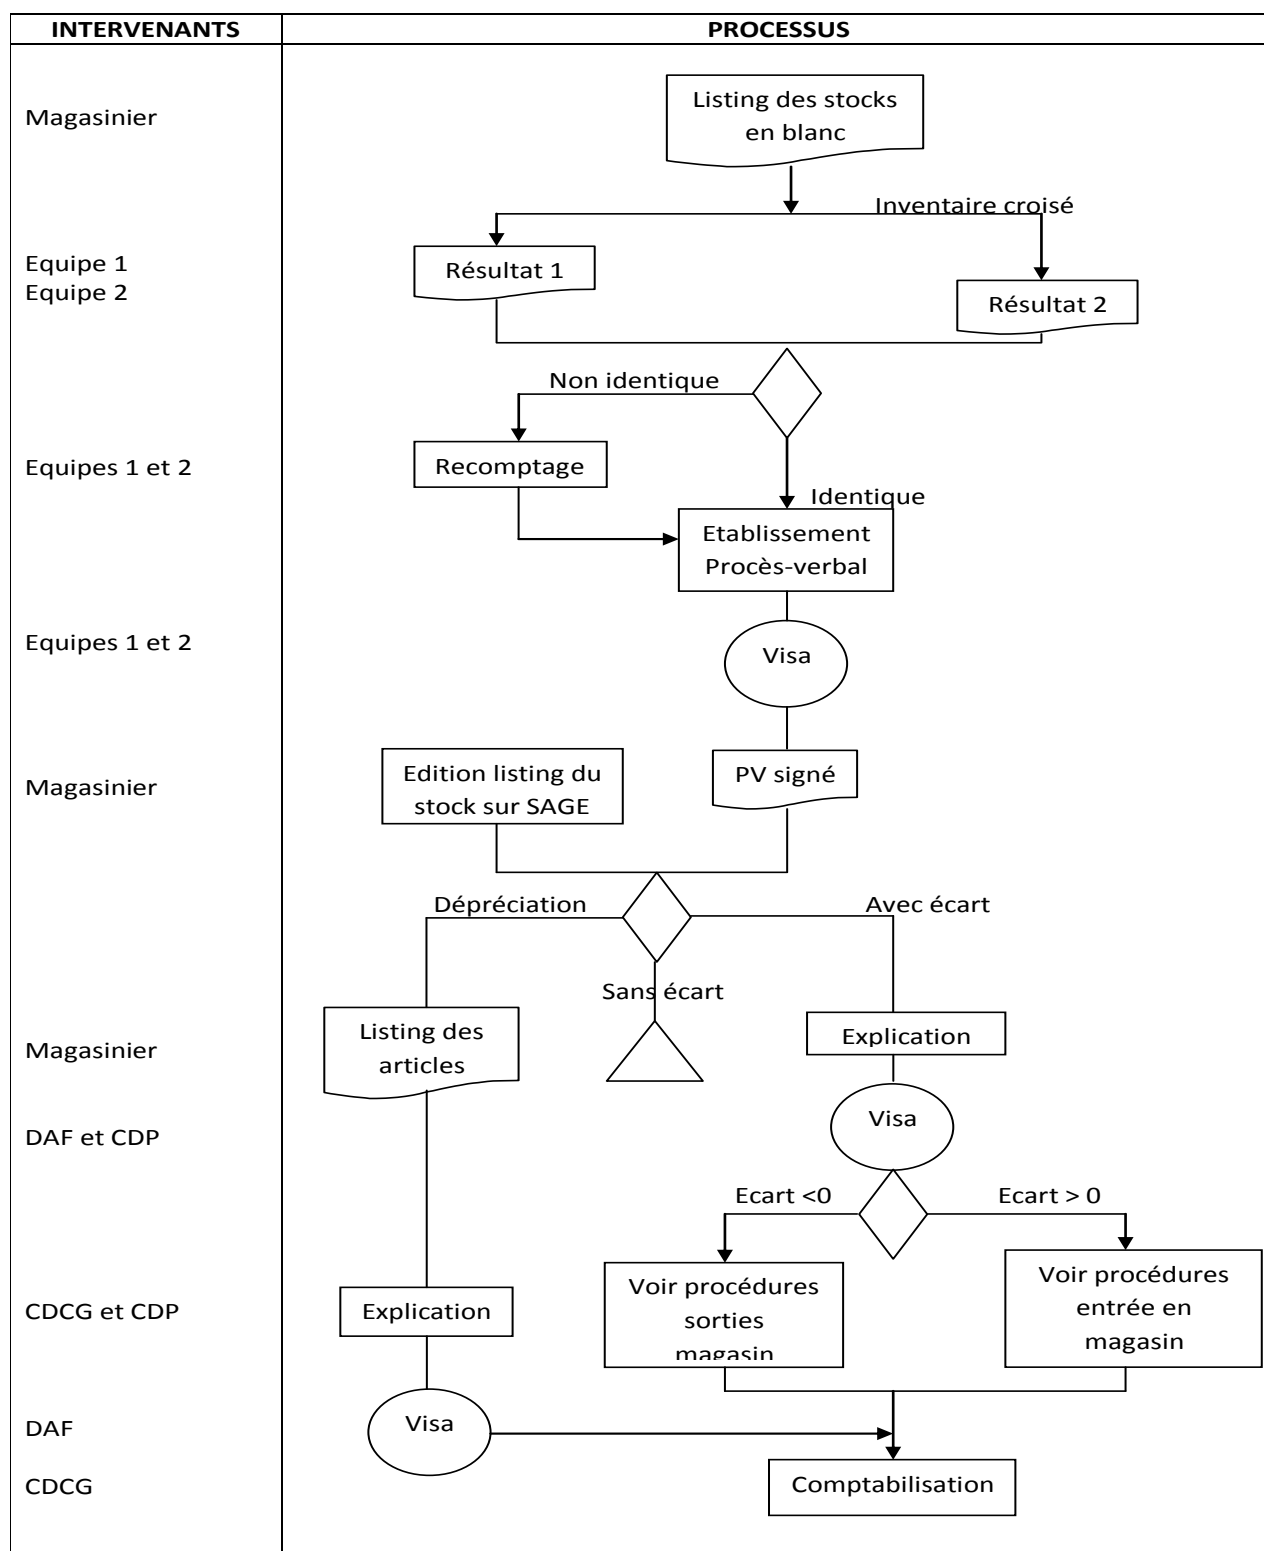 INTERVENANTS
PROCESSUS
Magasinier
Listing des stocks
en blanc
Inventaire croisé
Equipe 1
Equipe 2
Résultat 1
Résultat 2
Non identique
Equipes 1 et 2
Recomptage
Identique
Etablissement
Procès-verbal
Equipes 1 et 2
Visa
Magasinier
Edition listing du
stock sur SAGE
PV signé
Dépréciation
Avec écart
Sans écart
Magasinier
Listing des
articles
Explication
DAF et CDP
Visa
Ecart <0
Ecart > 0
CDCG et CDP
Explication
Voir procédures
sorties
magasin
Voir procédures
entrée en
magasin
DAF
Visa
CDCG
Comptabilisation